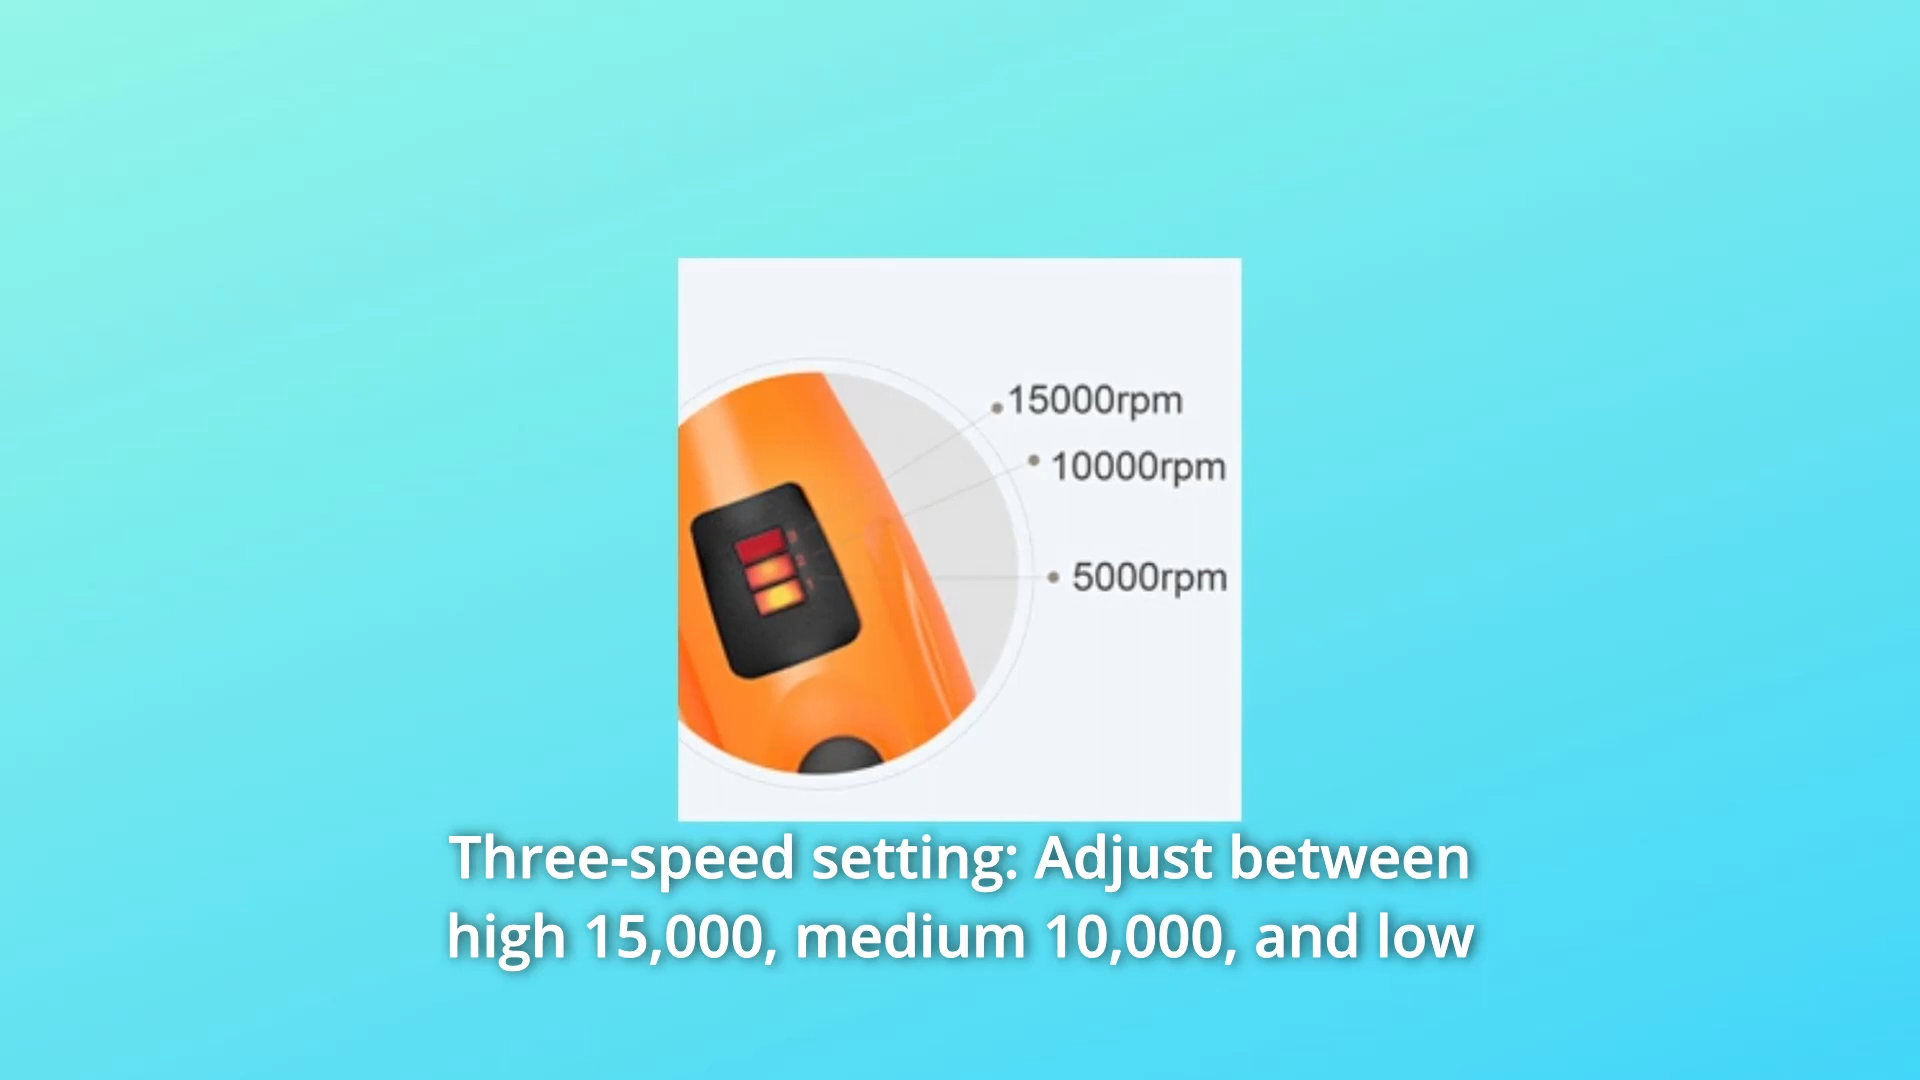 15000rpm
10000rpm
5000rpm
Three-speed setting: Adjust between
high 15,000, medium 10,000, and low